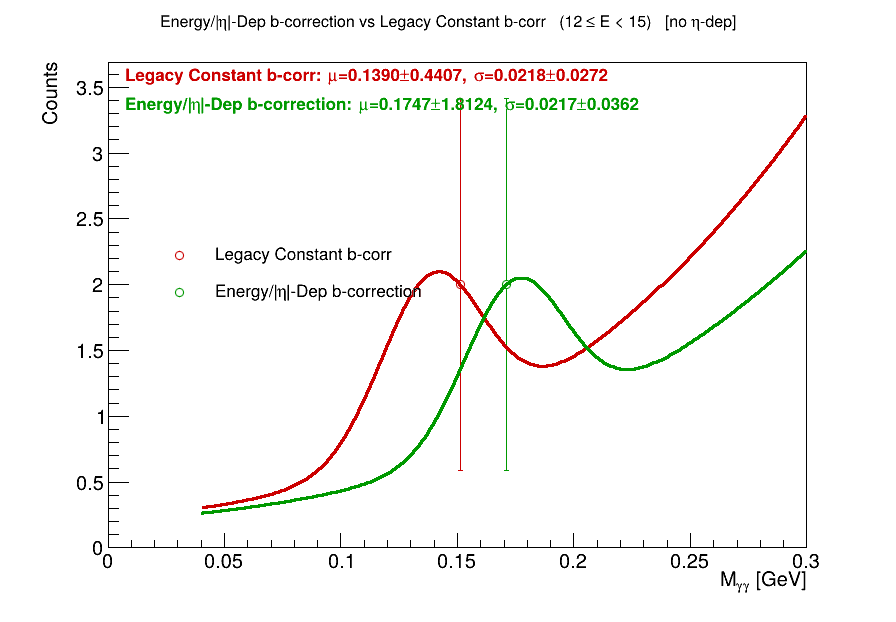 Energy/|η|-Dep b-correction vs Legacy Constant b-corr (12 ≤ E < 15) [no η-dep]
Counts
Legacy Constant b-corr: μ=0.1390±0.4407, σ=0.0218±0.0272
Energy/|η|-Dep b-correction: μ=0.1747±1.8124, σ=0.0217±0.0362
3.5
3
2.5
2
1.5
1
0.5
0
Legacy Constant b-corr
Energy/|η|-Dep b-correction
0 0.05 0.1 0.15 0.2 0.25 0.3
Mγγ [GeV]